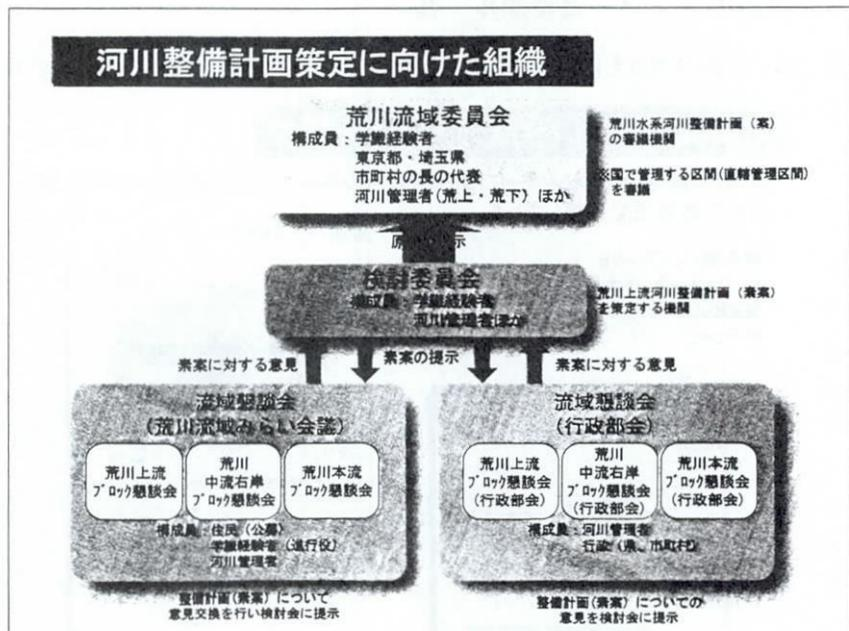 河川整備計画策定に向けた組織
荒川流域委員会
構成員：学識経験者
東京都・埼玉県
市町村の長の代表
河川管理者（荒上・荒下）ほか
荒川水系河川整備計画（案）
の審議機関
※国で管理する区間（直轄管理区間）
を審議
示
検討委員会
構成員：学識経験者
河川管理者ほか
荒川上流河川整備計画（素案）
を策定する機関
素案に対する意見
素案の提示
素案に対する意見
流域懇談会
（荒川流域みらい会議）
荒川上流
ブロック懇談会
荒川
中流右岸
ブロック懇談会
荒川本流
ブロック懇談会
構成員：住民（公募）
学識経験者（進行役）
河川管理者
整備計画（素案）について
意見交換を行い検討会に提示
流域懇談会
（行政部会）
荒川上流
ブロック懇談会
（行政部会）
荒川
中流右岸
ブロック懇談会
（行政部会）
荒川本流
ブロック懇談会
（行政部会）
構成員：河川管理者
行政（県、市町村）
整備計画（素案）についての
意見を検討会に提示